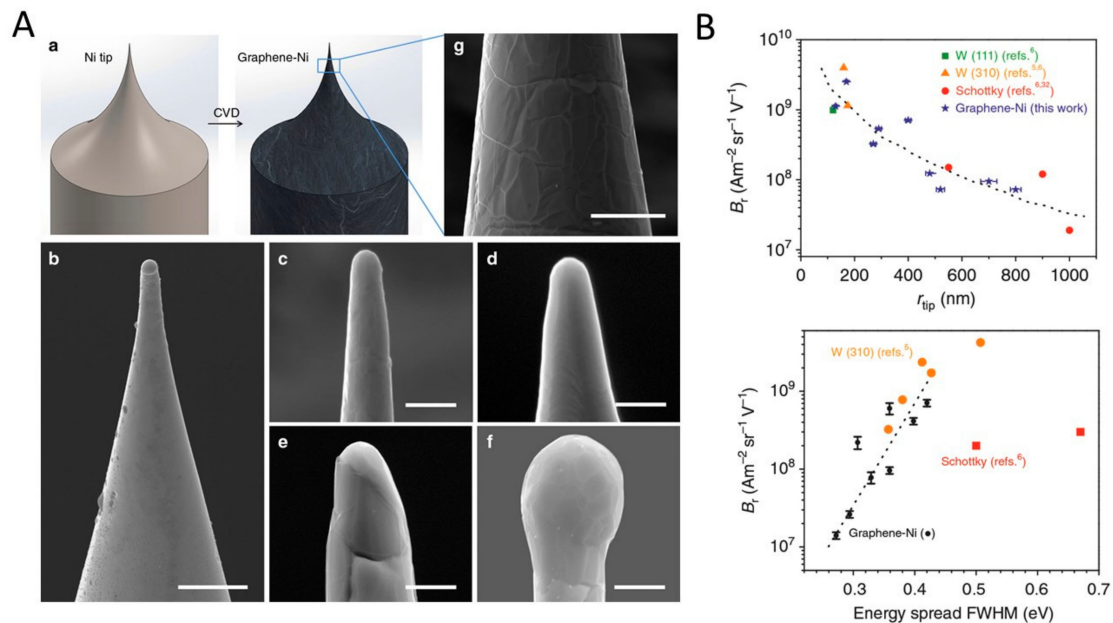 A
a
Ni tip
Graphene-Ni
CVD
g
b
c
d
e
f
B
10¹⁰
10⁹
10⁸
10⁷
Bᵣ (Am⁻² sr⁻¹ V⁻¹)
W (111) (refs.⁶)
W (310) (refs.⁵,⁶)
Schottky (refs.⁶,³²)
Graphene-Ni (this work)
0 200 400 600 800 1000
r_tip (nm)
10⁹
10⁸
10⁷
Bᵣ (Am⁻² sr⁻¹ V⁻¹)
W (310) (refs.⁵)
Schottky (refs.⁶)
Graphene-Ni (•)
0.3 0.4 0.5 0.6 0.7
Energy spread FWHM (eV)